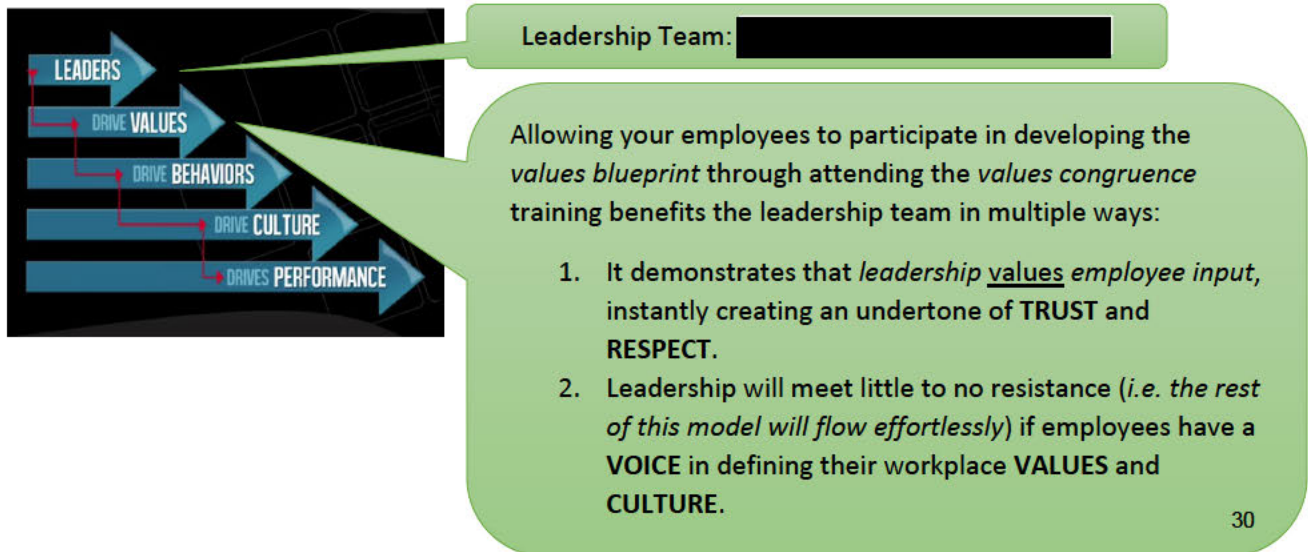 LEADERS
DRIVE VALUES
DRIVE BEHAVIORS
DRIVE CULTURE
DRIVES PERFORMANCE
Leadership Team:
Allowing your employees to participate in developing the
values blueprint through attending the values congruence
training benefits the leadership team in multiple ways:
1. It demonstrates that leadership values employee input,
instantly creating an undertone of TRUST and
RESPECT.
2. Leadership will meet little to no resistance (i.e. the rest
of this model will flow effortlessly) if employees have a
VOICE in defining their workplace VALUES and
CULTURE.
30